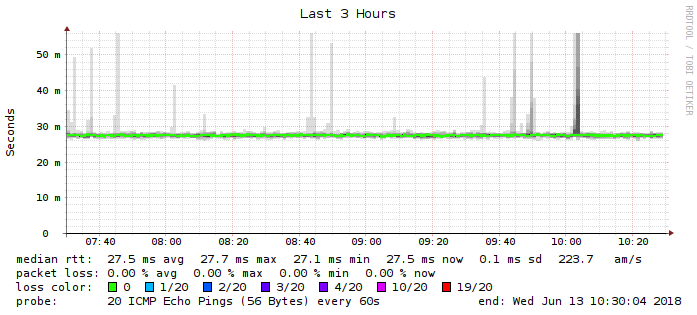 Last 3 Hours
RRDTOOL / TOBI OETIKER
Seconds
50 m
40 m
30 m
20 m
10 m
0
07:40 08:00 08:20 08:40 09:00 09:20 09:40 10:00 10:20
median rtt: 27.5 ms avg 27.7 ms max 27.1 ms min 27.5 ms now 0.1 ms sd 223.7 am/s
packet loss: 0.00 % avg 0.00 % max 0.00 % min 0.00 % now
loss color: 0 1/20 2/20 3/20 4/20 10/20 19/20
probe: 20 ICMP Echo Pings (56 Bytes) every 60s end: Wed Jun 13 10:30:04 2018